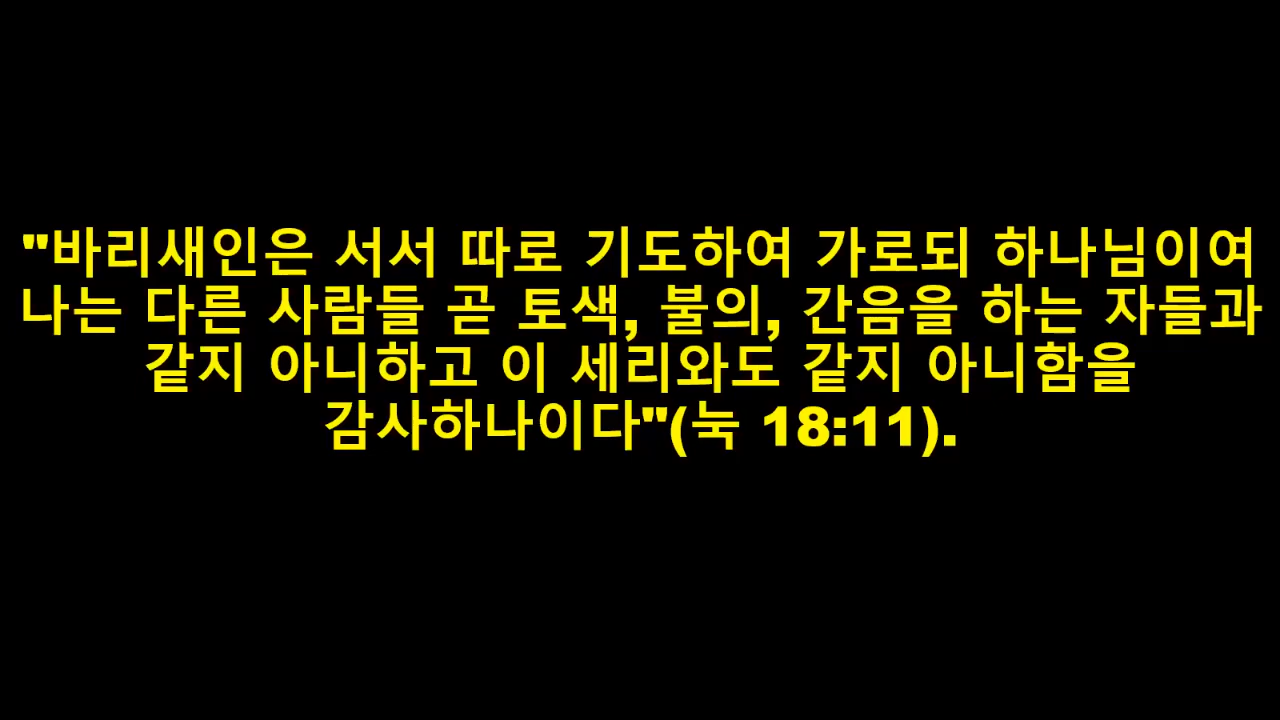 "바리새인은 서서 따로 기도하여 가로되 하나님이여
나는 다른 사람들 곧 토색, 불의, 간음을 하는 자들과
같지 아니하고 이 세리와도 같지 아니함을
감사하나이다"(눅 18:11).